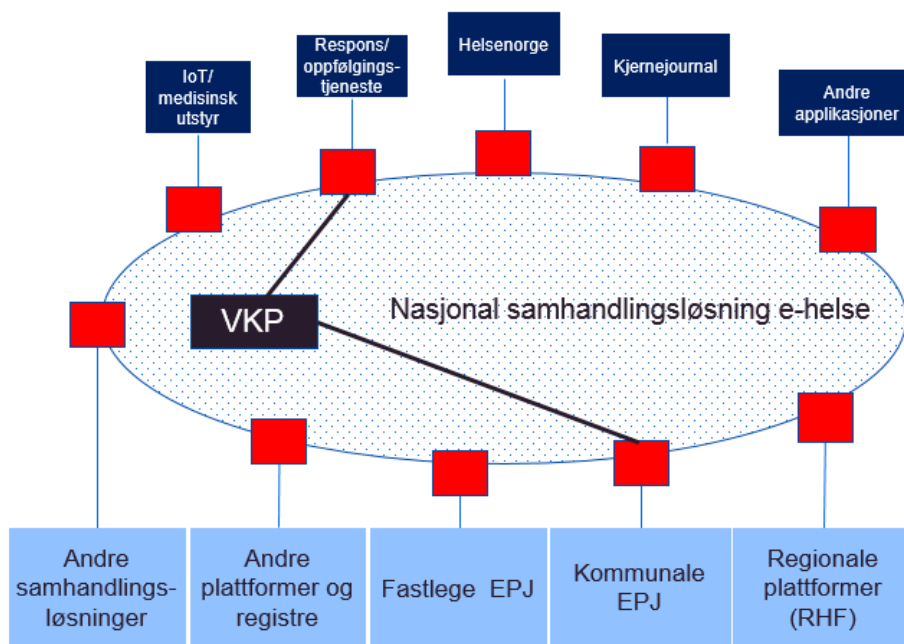 IoT/
medisinsk
utstyr
Respons/
oppfølgings-
tjeneste
Helsenorge
Kjernejournal
Andre
applikasjoner
VKP
Nasjonal samhandlingsløsning e-helse
Andre
samhandlings-
løsninger
Andre
plattformer og
registre
Fastlege EPJ
Kommunale
EPJ
Regionale
plattformer
(RHF)